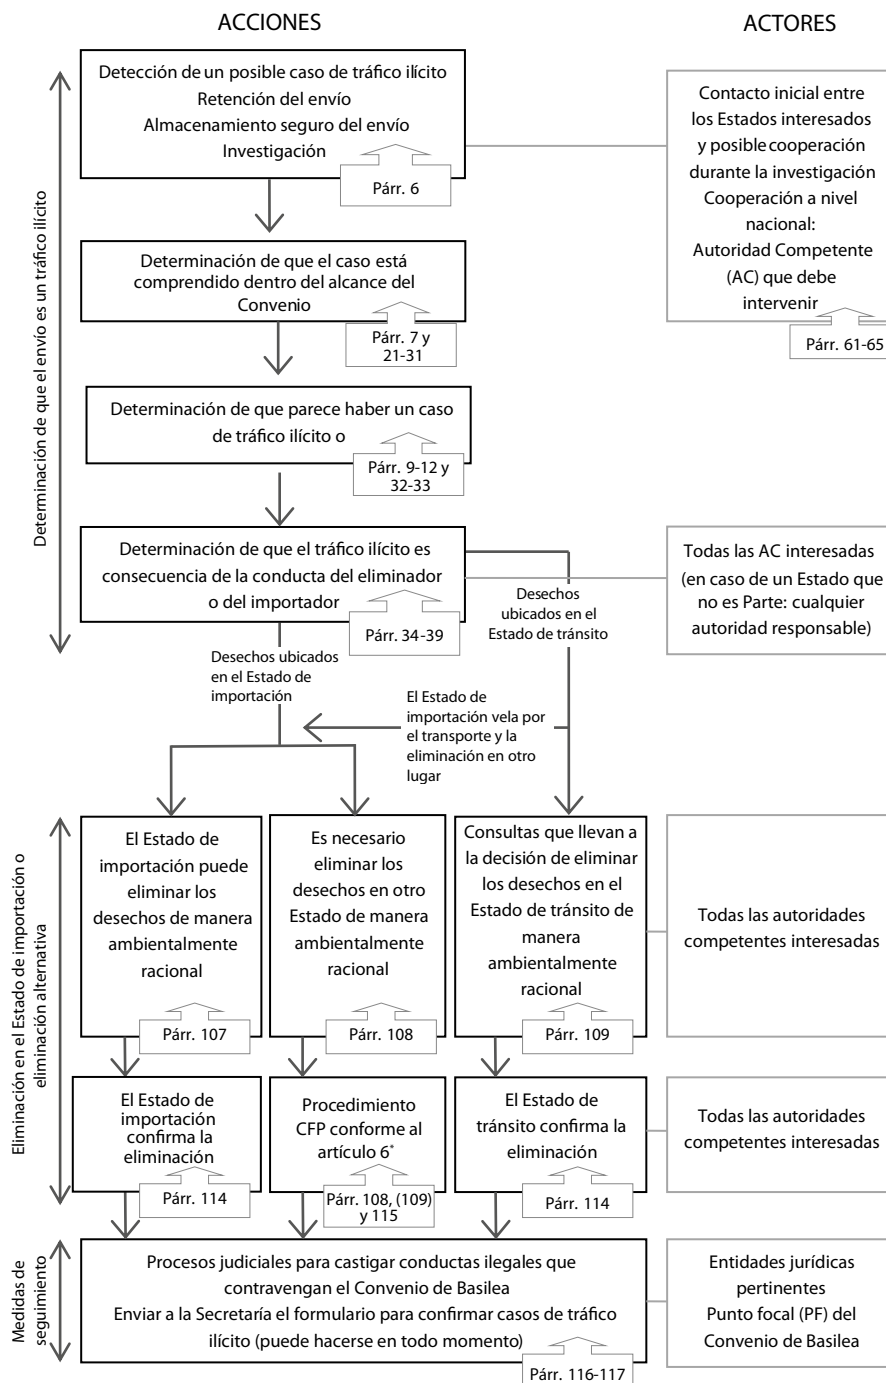 ACCIONES
ACTORES
Determinación de que el envío es un tráfico ilícito
Detección de un posible caso de tráfico ilícito
Retención del envío
Almacenamiento seguro del envío
Investigación
Párr. 6
Contacto inicial entre
los Estados interesados
y posible cooperación
durante la investigación
Cooperación a nivel
nacional:
Autoridad Competente
(AC) que debe
intervenir
Párr. 61-65
Determinación de que el caso está
comprendido dentro del alcance del
Convenio
Párr. 7 y
21-31
Determinación de que parece haber un caso
de tráfico ilícito o
Párr. 9-12 y
32-33
Determinación de que el tráfico ilícito es
consecuencia de la conducta del eliminador
o del importador
Párr. 34-39
Todas las AC interesadas
(en caso de un Estado que
no es Parte: cualquier
autoridad responsable)
Desechos
ubicados en el
Estado de tránsito
Desechos ubicados
en el Estado de
importación
El Estado de
importación vela por
el transporte y la
eliminación en otro
lugar
Eliminación en el Estado de importación o
eliminación alternativa
El Estado de
importación puede
eliminar los
desechos de manera
ambientalmente
racional
Párr. 107
Es necesario
eliminar los
desechos en otro
Estado de manera
ambientalmente
racional
Párr. 108
Consultas que llevan a
la decisión de eliminar
los desechos en el
Estado de tránsito de
manera
ambientalmente
racional
Párr. 109
Todas las autoridades
competentes interesadas
El Estado de
importación
confirma la
eliminación
Párr. 114
Procedimiento
CFP conforme al
artículo 6*
Párr. 108, (109)
y 115
El Estado de
tránsito confirma la
eliminación
Párr. 114
Todas las autoridades
competentes interesadas
Medidas de
seguimiento
Procesos judiciales para castigar conductas ilegales que
contravengan el Convenio de Basilea
Enviar a la Secretaría el formulario para confirmar casos de tráfico
ilícito (puede hacerse en todo momento)
Párr. 116-117
Entidades jurídicas
pertinentes
Punto focal (PF) del
Convenio de Basilea